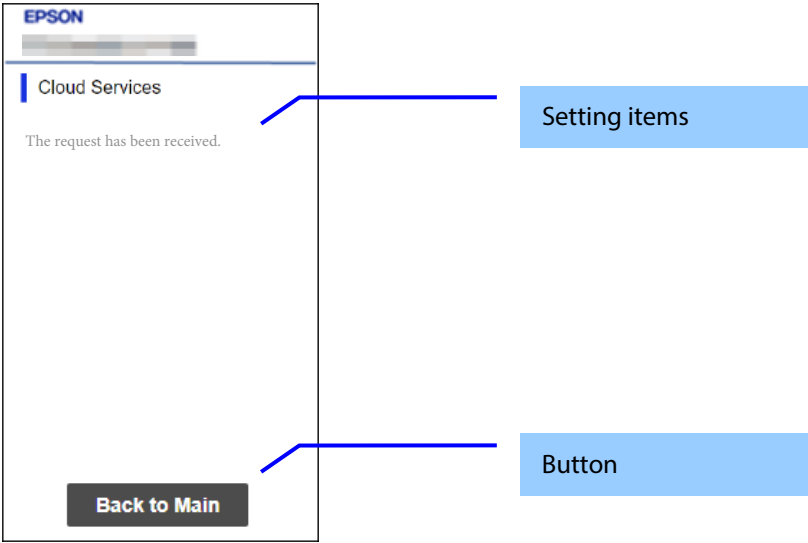 EPSON
Cloud Services
The request has been received.
Setting items
Button
Back to Main